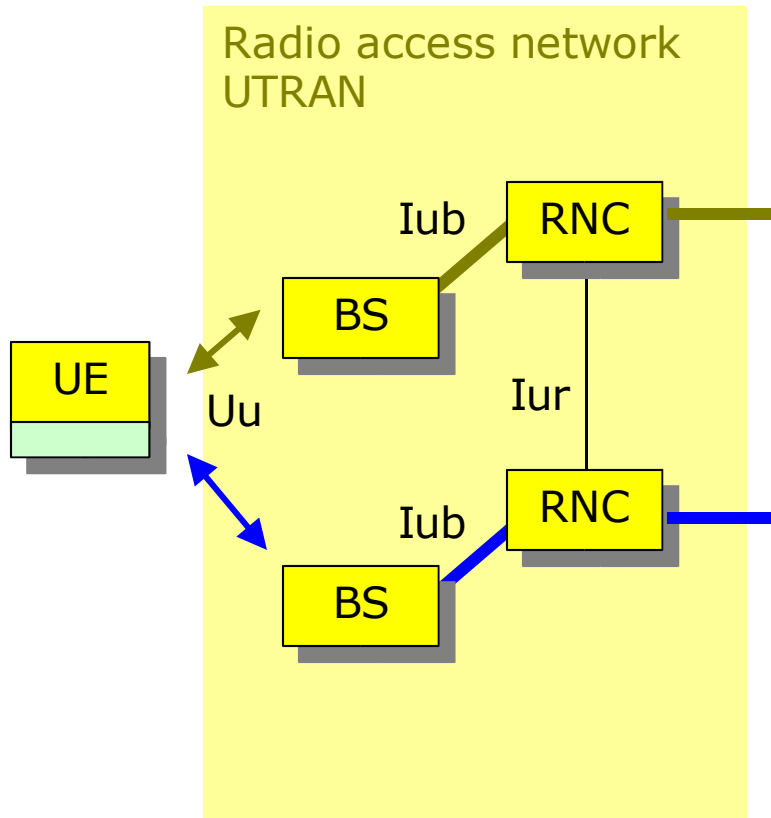 Radio access network
UTRAN
Iub
RNC
BS
UE
Uu
Iur
Iub
RNC
BS